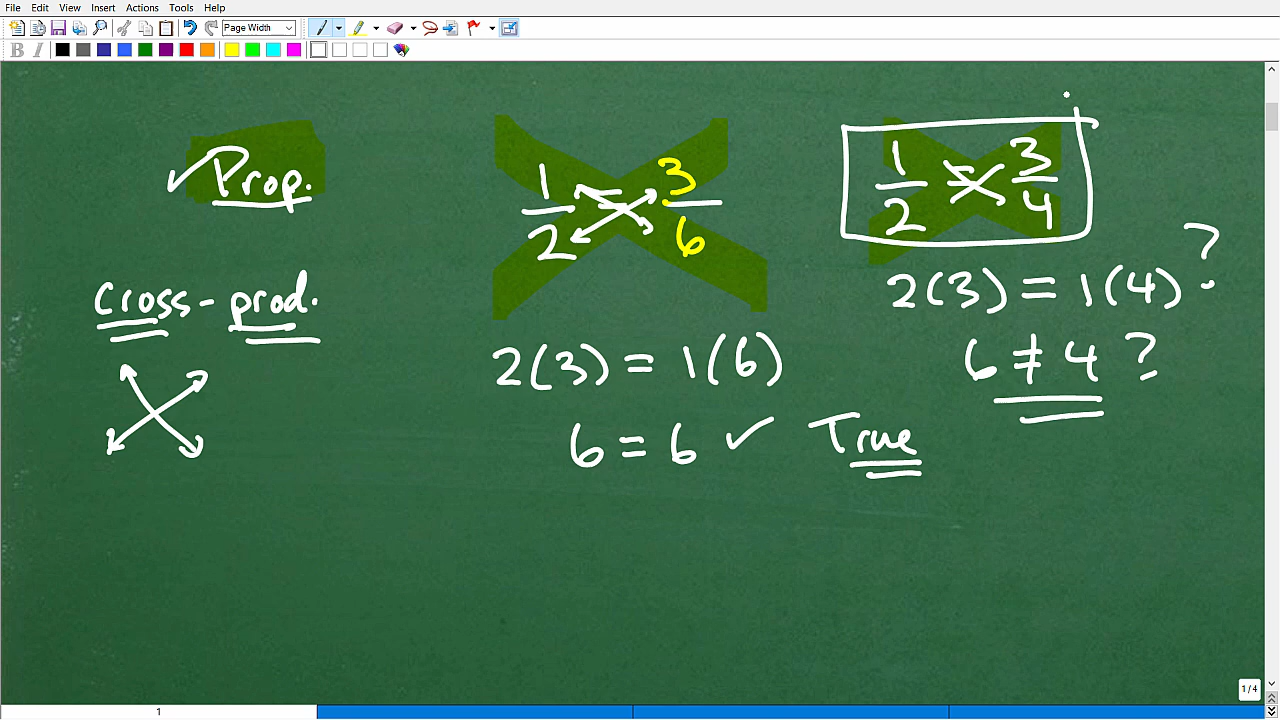 File Edit View Insert Actions Tools Help
Page Width
B I
Prop.
cross-prod.
1/2 = 3/6
2(3) = 1(6)
6 = 6 ✓ True
1/2 = 3/4
2(3) = 1(4) ?
6 ≠ 4 ?
1/4
1